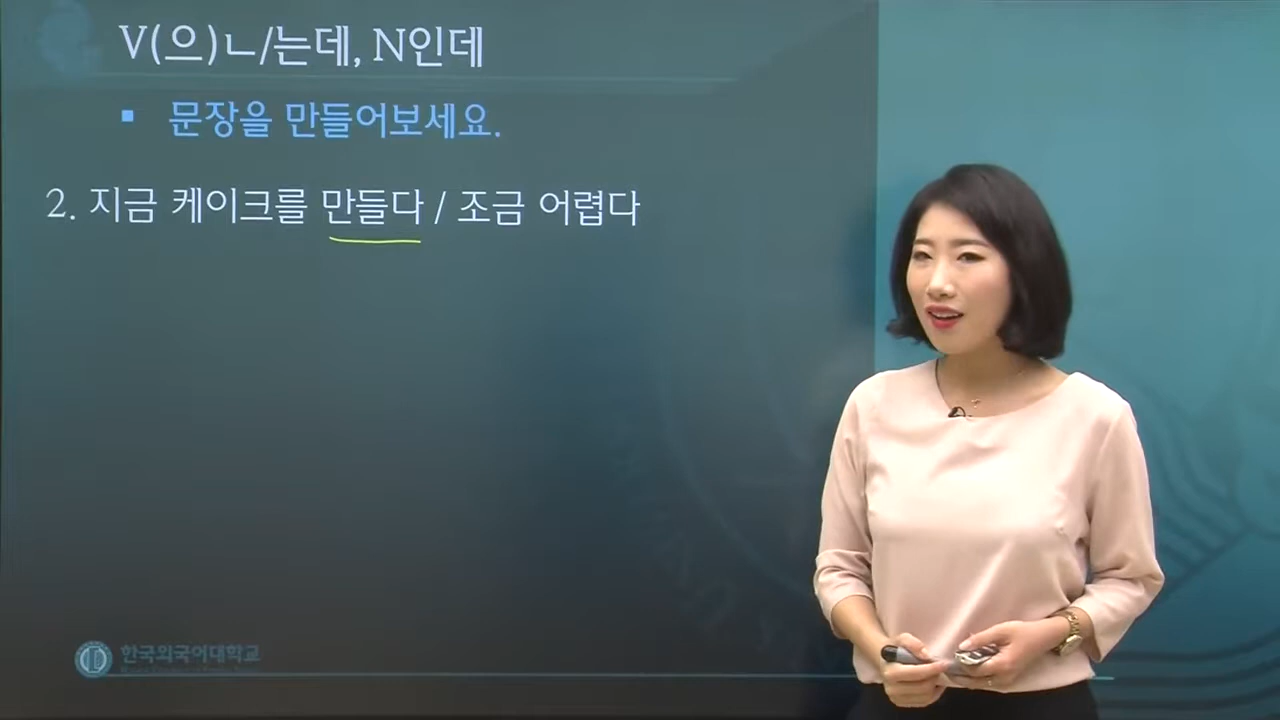 V(으)ㄴ/는데, N인데
▪ 문장을 만들어보세요.
2. 지금 케이크를 만들다 / 조금 어렵다
한국외국어대학교